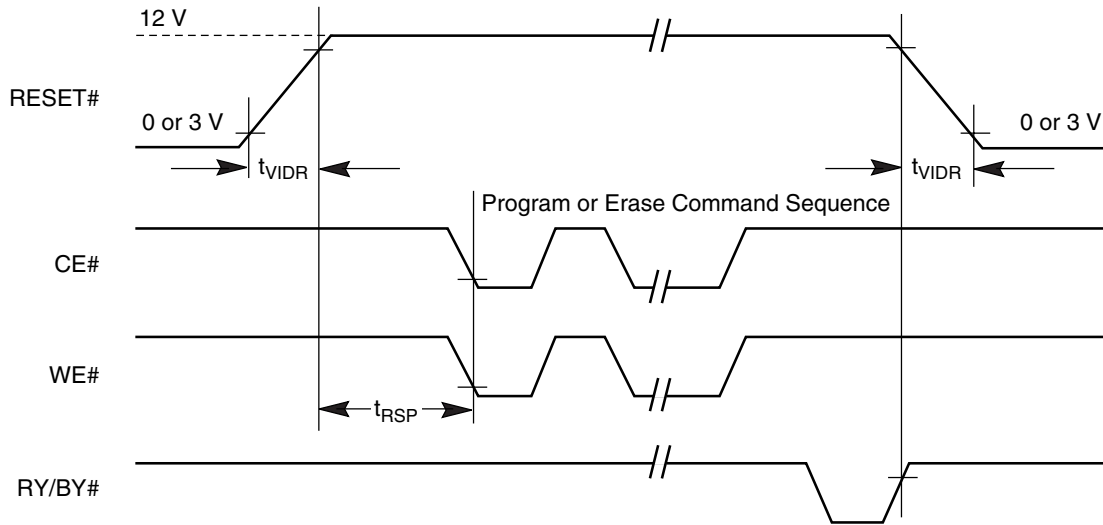 12 V
RESET#
0 or 3 V
0 or 3 V
tVIDR
tVIDR
Program or Erase Command Sequence
CE#
WE#
tRSP
RY/BY#